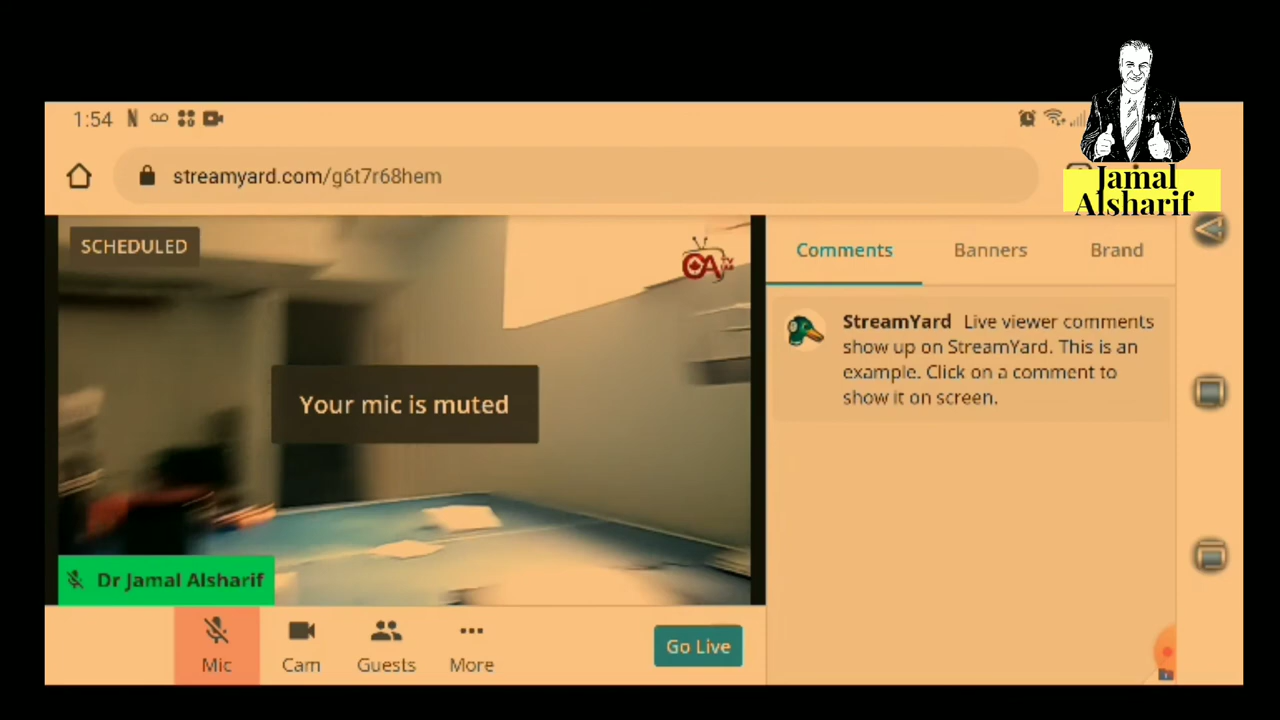 Jamal
Alsharif
1:54
streamyard.com/g6t7r68hem
SCHEDULED
Your mic is muted
Dr Jamal Alsharif
Mic
Cam
Guests
More
Go Live
Comments
Banners
Brand
StreamYard Live viewer comments
show up on StreamYard. This is an
example. Click on a comment to
show it on screen.